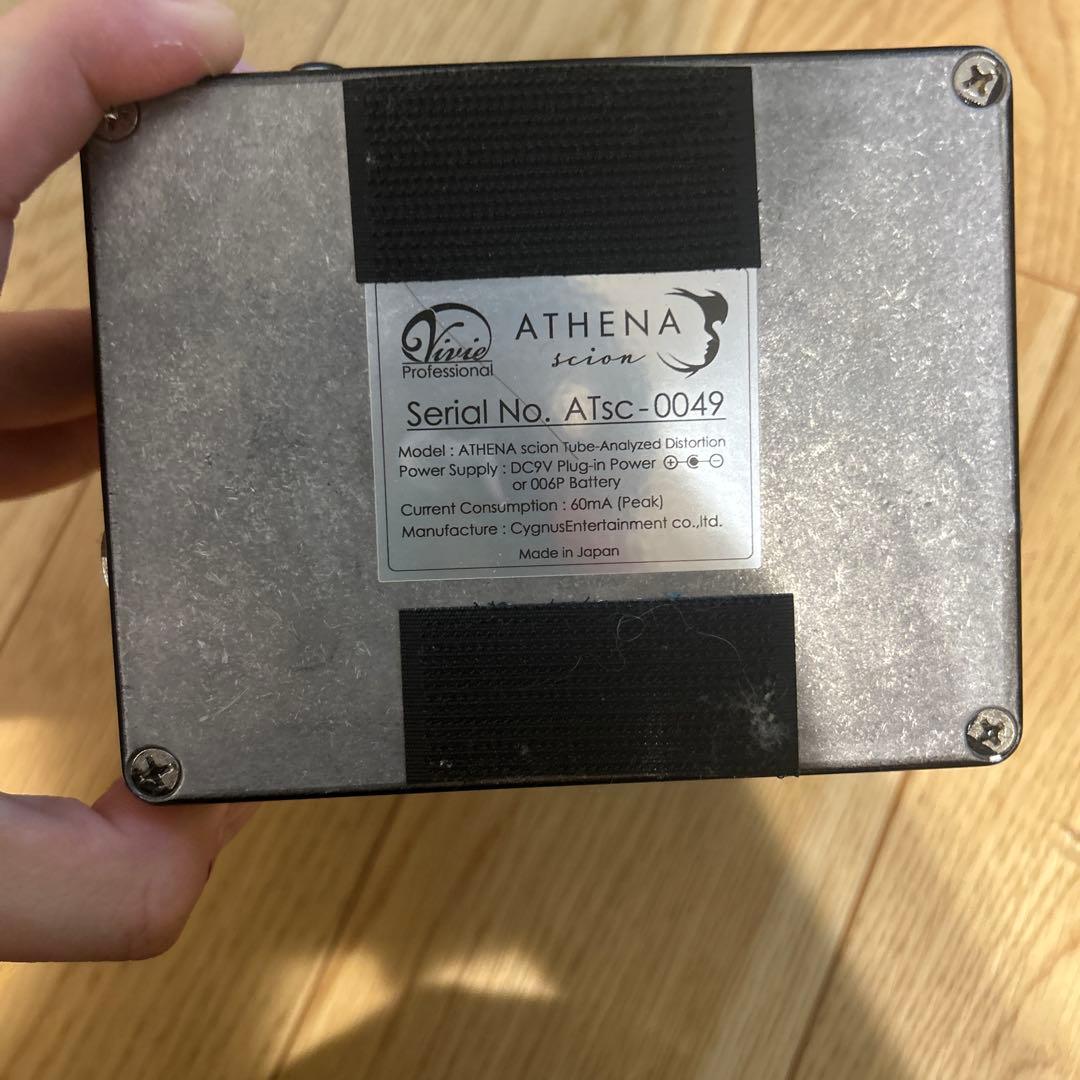 Vivie
Professional
ATHENA
scion
Serial No. ATsc-0049
Model : ATHENA scion Tube-Analyzed Distortion
Power Supply : DC9V Plug-in Power
or 006P Battery
Current Consumption : 60mA (Peak)
Manufacture : CygnusEntertainment co.,ltd.
Made in Japan